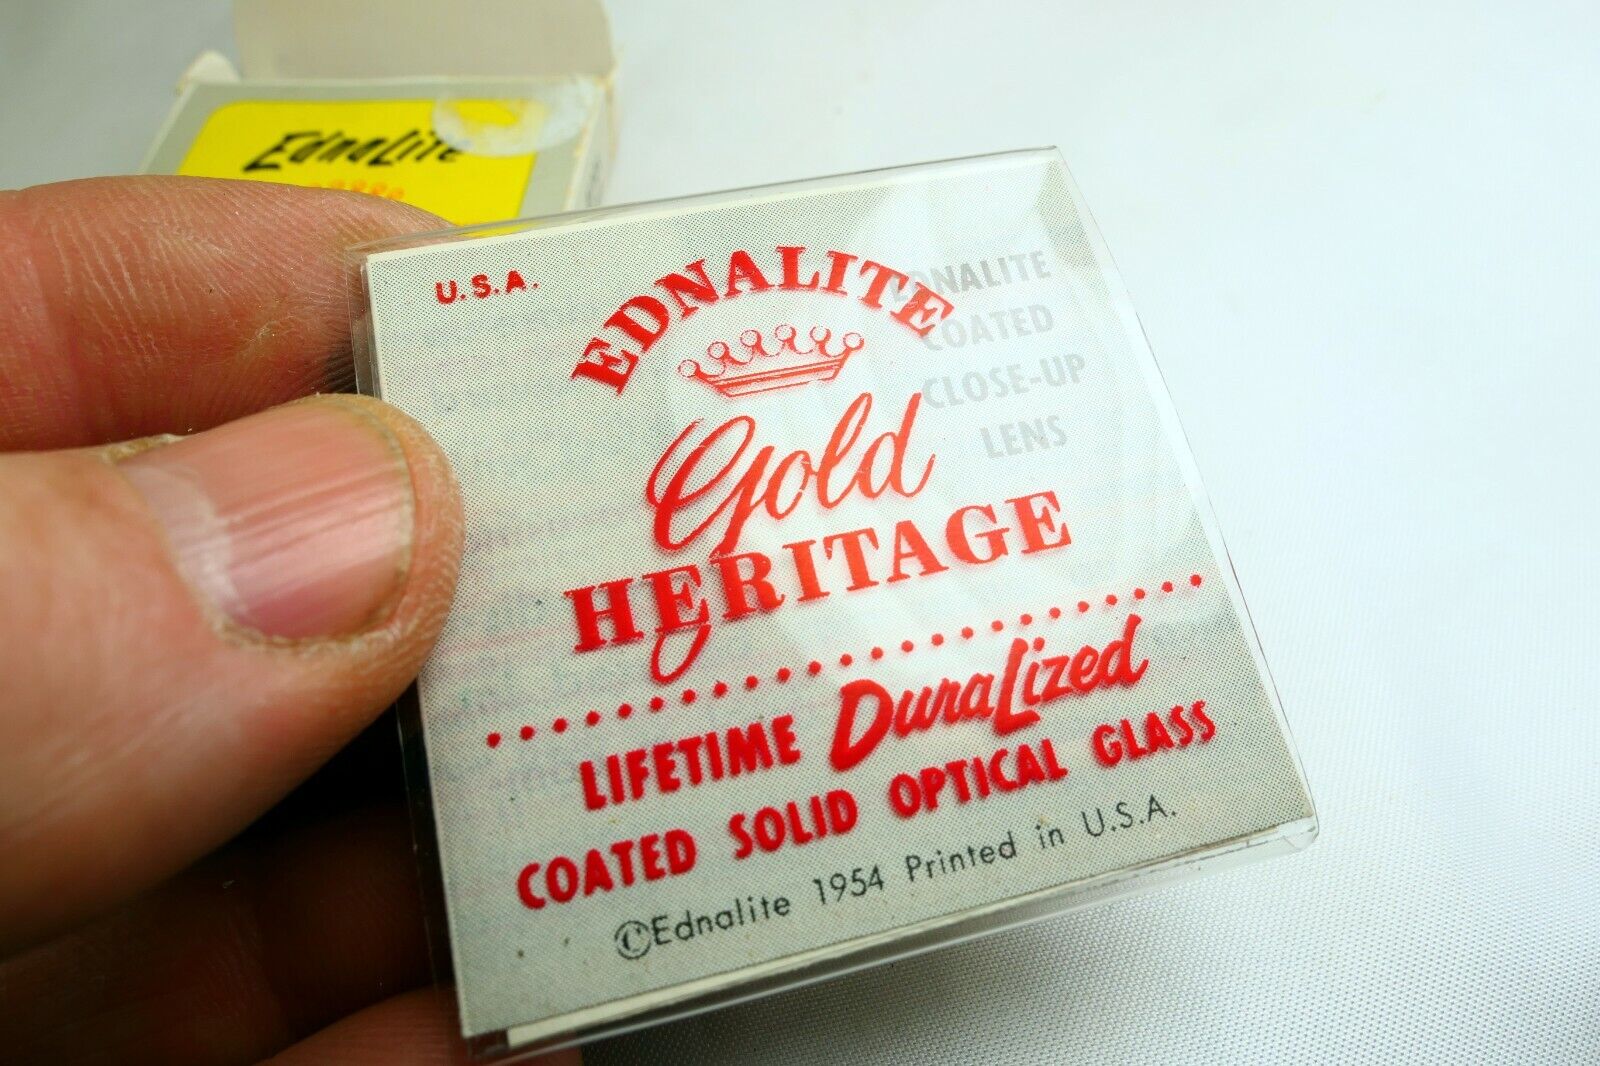 EdnaLite
U.S.A.
EDNALITE
Gold
HERITAGE
LIFETIME DuraLized
COATED SOLID OPTICAL GLASS
©Ednalite 1954 Printed in U.S.A.
EDNALITE
COATED
CLOSE-UP
LENS